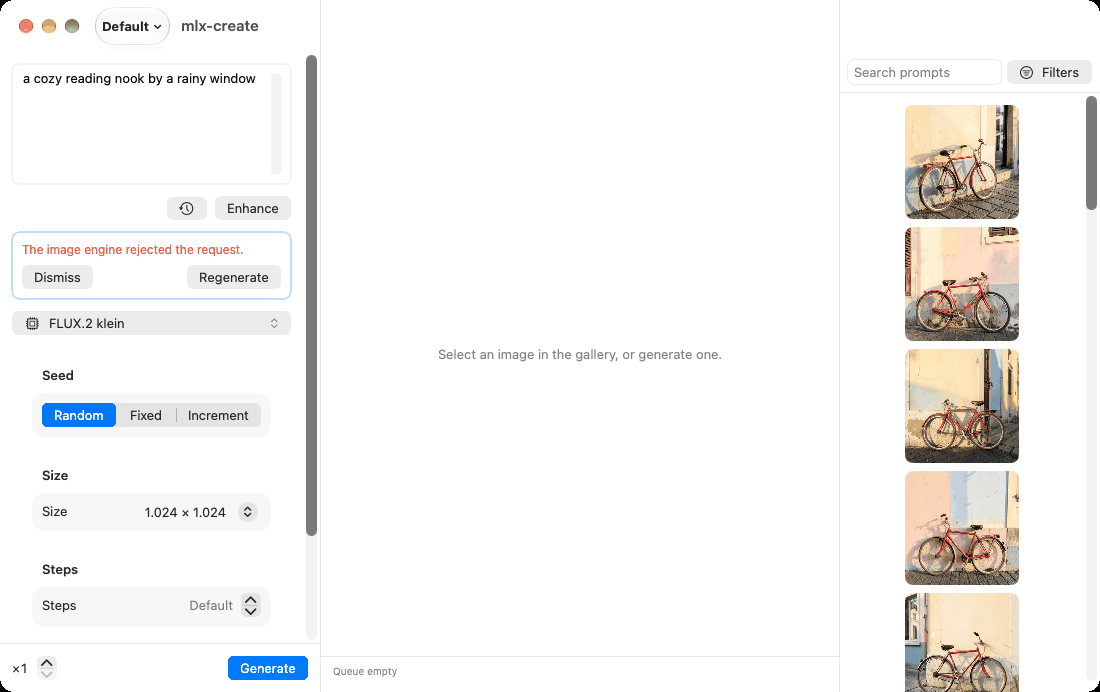 Default
mlx-create
a cozy reading nook by a rainy window
Enhance
The image engine rejected the request.
Dismiss
Regenerate
FLUX.2 klein
Seed
Random
Fixed
Increment
Size
Size
1.024 × 1.024
Steps
Steps
Default
×1
Generate
Select an image in the gallery, or generate one.
Queue empty
Search prompts
Filters